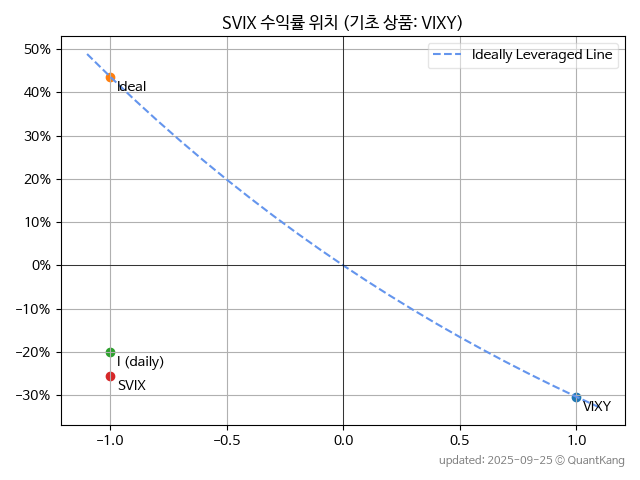 SVIX 수익률 위치 (기초 상품: VIXY)
Ideally Leveraged Line
50%
40%
30%
20%
10%
0%
−10%
−20%
−30%
Ideal
I (daily)
SVIX
VIXY
−1.0
−0.5
0.0
0.5
1.0
updated: 2025-09-25 © QuantKang